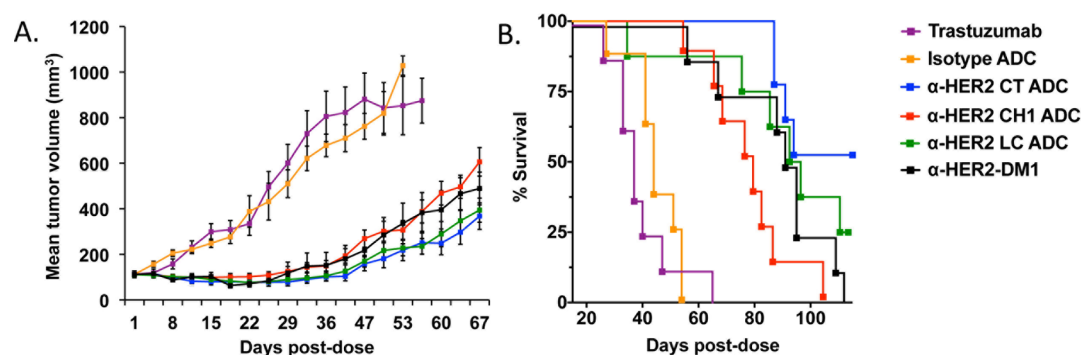 A.
Mean tumor volume (mm³)
1200
1000
800
600
400
200
0
1 8 15 22 29 36 43 47 53 60 67
Days post-dose
B.
% Survival
100
75
50
25
0
20 40 60 80 100
Days post-dose
Trastuzumab
Isotype ADC
α-HER2 CT ADC
α-HER2 CH1 ADC
α-HER2 LC ADC
α-HER2-DM1